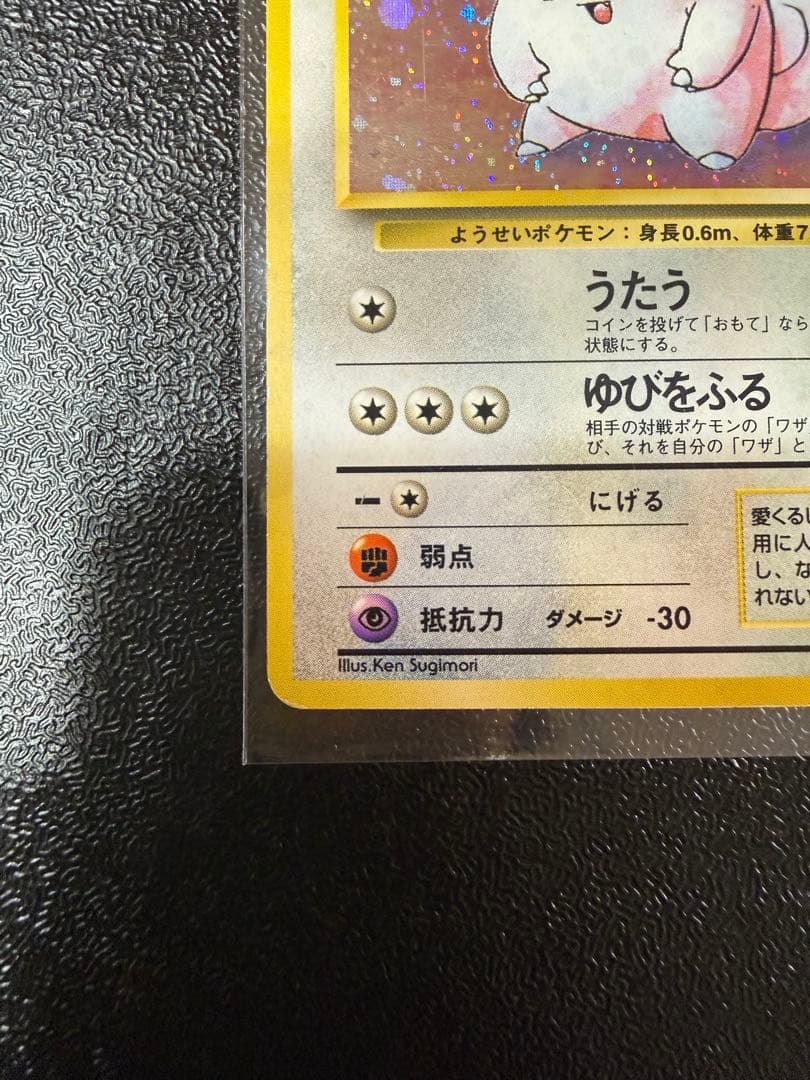 ようせいポケモン：身長0.6m、体重7
うたう
コインを投げて「おもて」なら
状態にする。
ゆびをふる
相手の対戦ポケモンの「ワザ
び、それを自分の「ワザ」と
にげる
弱点
抵抗力 ダメージ -30
愛くるし
用に人
し、な
れない
Illus.Ken Sugimori